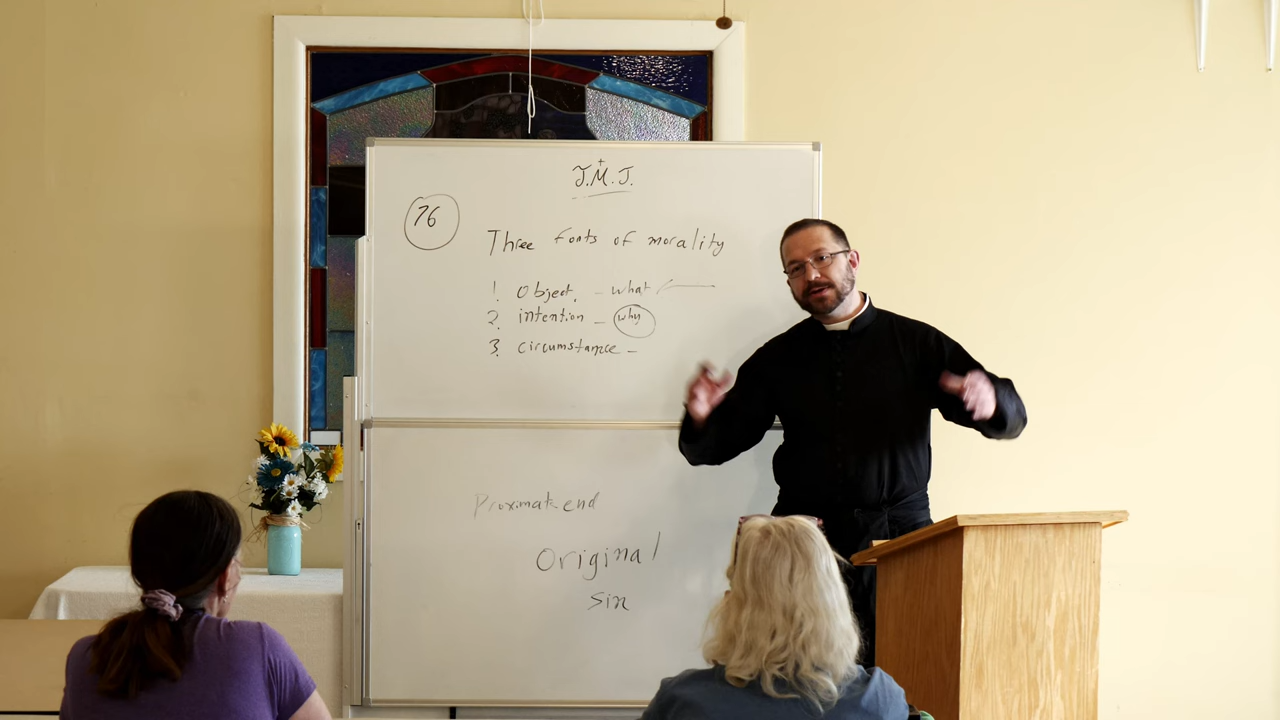 J.M.J.
76
Three fonts of morality
1. Object. - what
2. intention - why
3. circumstance -
Proximate end
Original
Sin